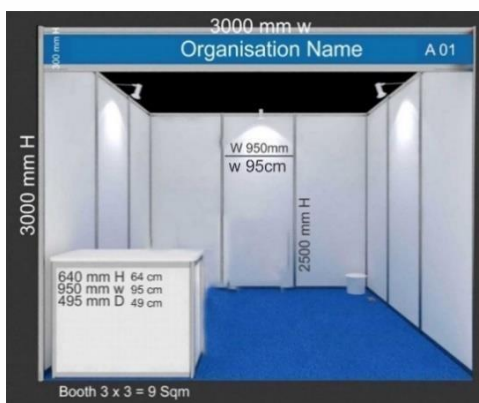 3000 mm w
300 mm H
Organisation Name
A 01
3000 mm H
W 950mm
w 95cm
2500 mm H
640 mm H 64 cm
950 mm w 95 cm
495 mm D 49 cm
Booth 3 x 3 = 9 Sqm